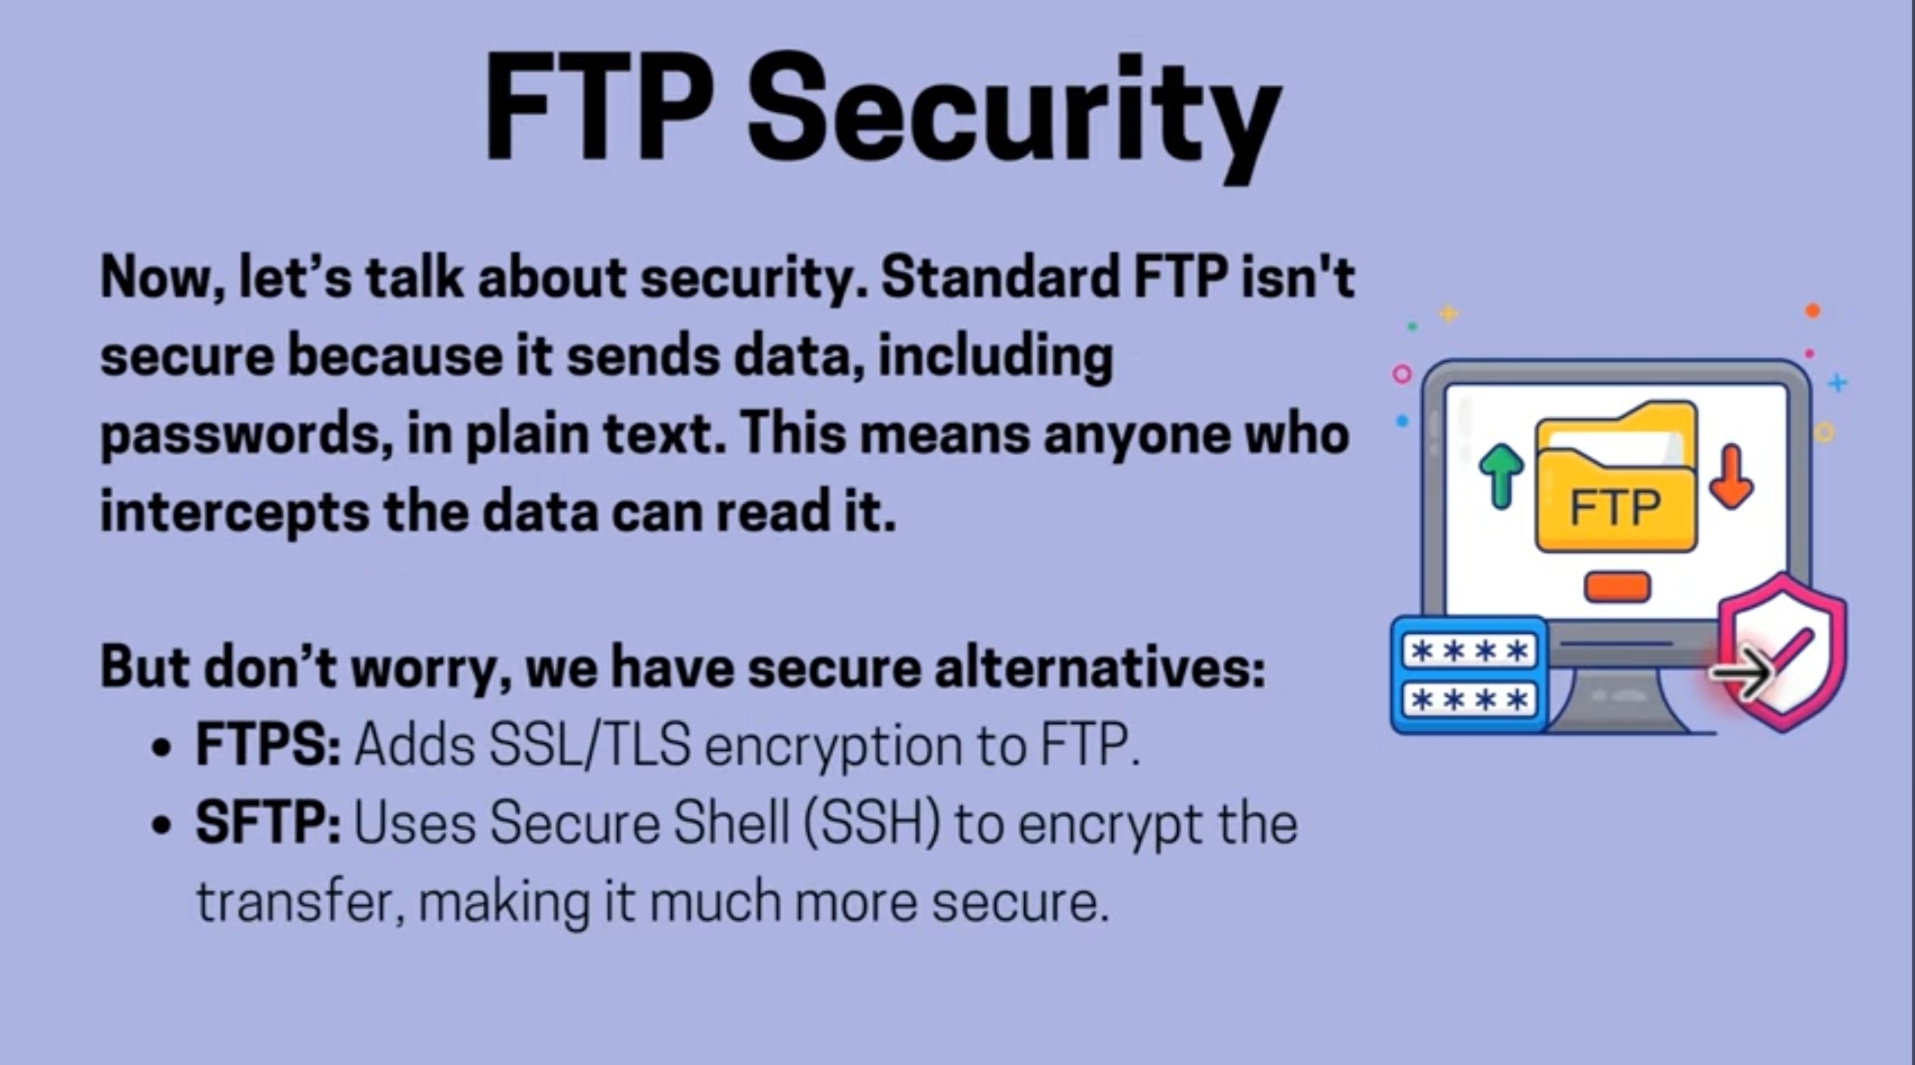 FTP Security
Now, let’s talk about security. Standard FTP isn't
secure because it sends data, including
passwords, in plain text. This means anyone who
intercepts the data can read it.
But don’t worry, we have secure alternatives:
• FTPS: Adds SSL/TLS encryption to FTP.
• SFTP: Uses Secure Shell (SSH) to encrypt the
transfer, making it much more secure.
FTP
****
****